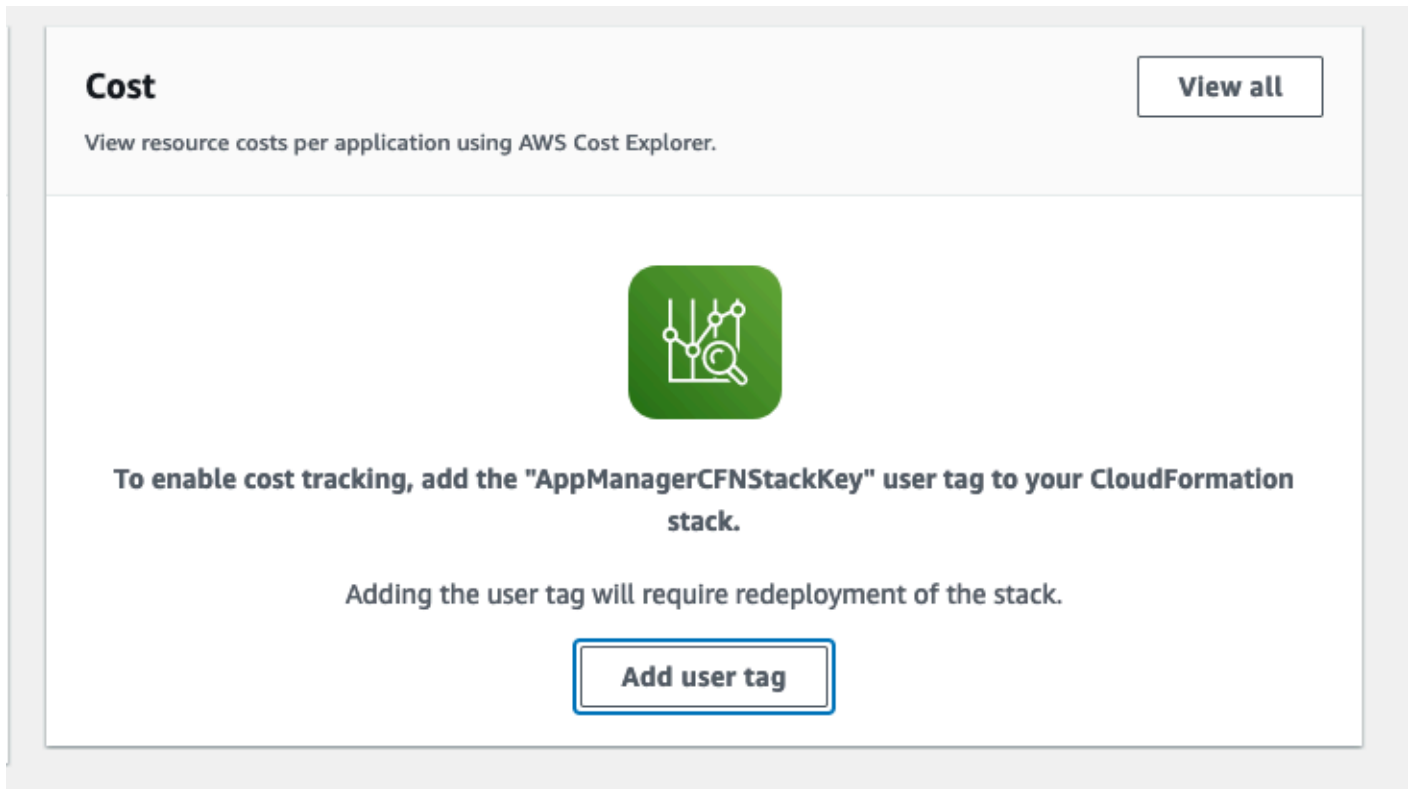 Cost
View all
View resource costs per application using AWS Cost Explorer.
To enable cost tracking, add the "AppManagerCFNStackKey" user tag to your CloudFormation
stack.
Adding the user tag will require redeployment of the stack.
Add user tag